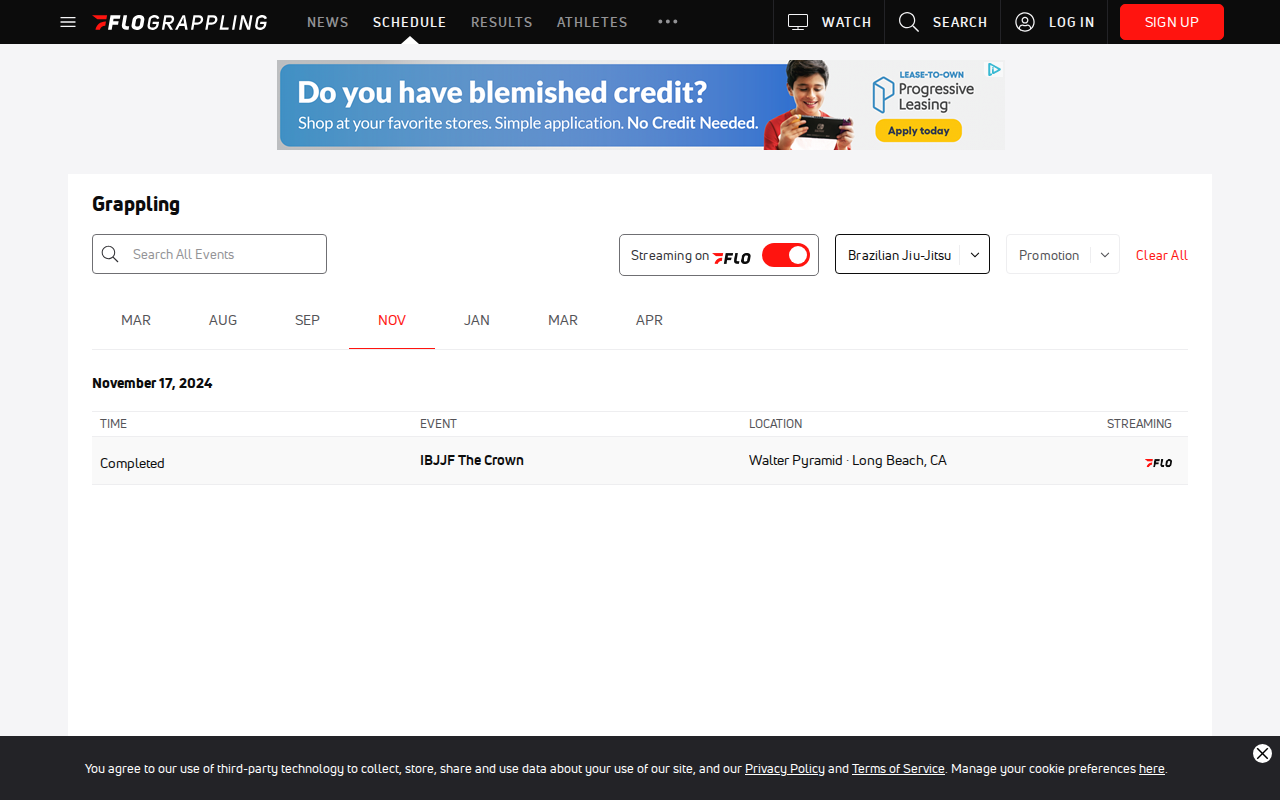 FLOGRAPPLING NEWS SCHEDULE RESULTS ATHLETES WATCH SEARCH LOG IN SIGN UP
Do you have blemished credit?
Shop at your favorite stores. Simple application. No Credit Needed.
LEASE-TO-OWN
Progressive
Leasing
Apply today
Grappling
Search All Events
Streaming on FLO
Brazilian Jiu-Jitsu
Promotion
Clear All
MAR AUG SEP NOV JAN MAR APR
November 17, 2024
TIME EVENT LOCATION STREAMING
Completed IBJJF The Crown Walter Pyramid · Long Beach, CA FLO
You agree to our use of third-party technology to collect, store, share and use data about your use of our site, and our Privacy Policy and Terms of Service. Manage your cookie preferences here.